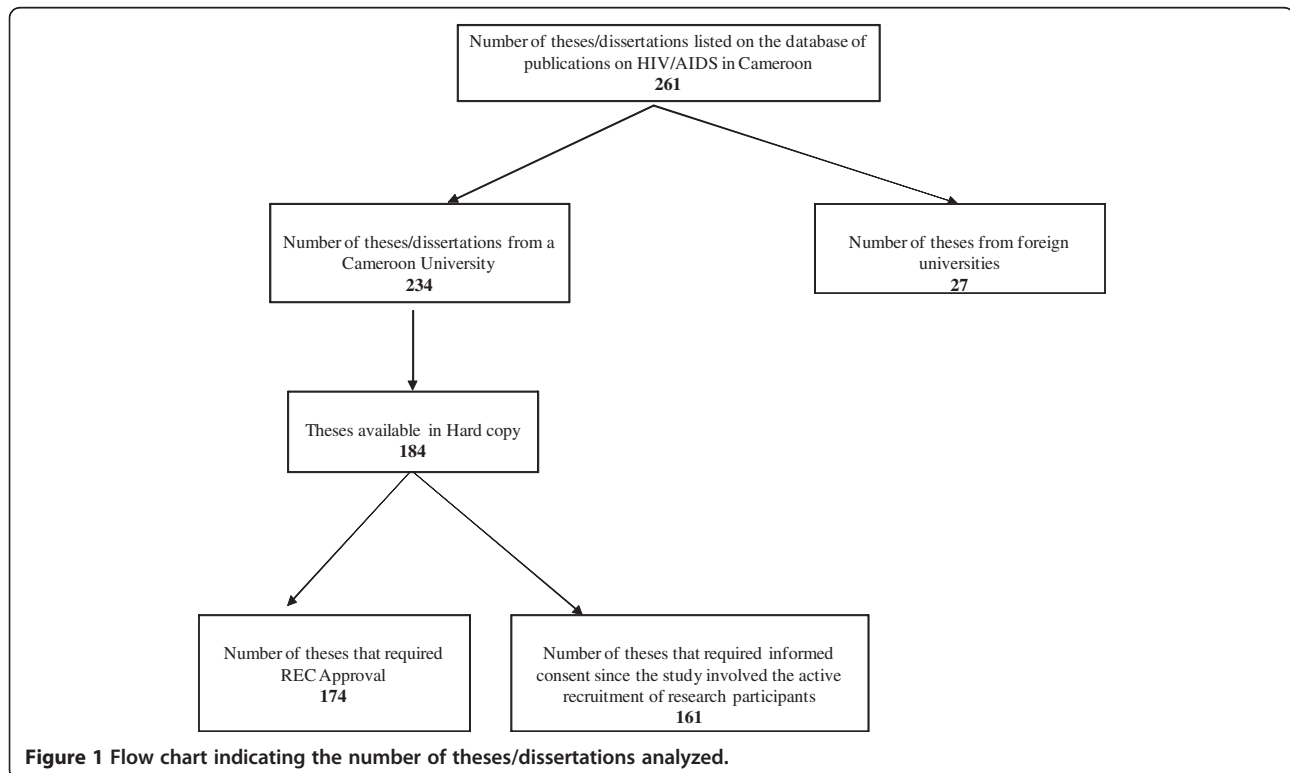 Number of theses/dissertations listed on the database of
publications on HIV/AIDS in Cameroon
261
Number of theses/dissertations from a
Cameroon University
234
Number of theses from foreign
universities
27
Theses available in Hard copy
184
Number of theses that required
REC Approval
174
Number of theses that required informed
consent since the study involved the active
recruitment of research participants
161
Figure 1 Flow chart indicating the number of theses/dissertations analyzed.